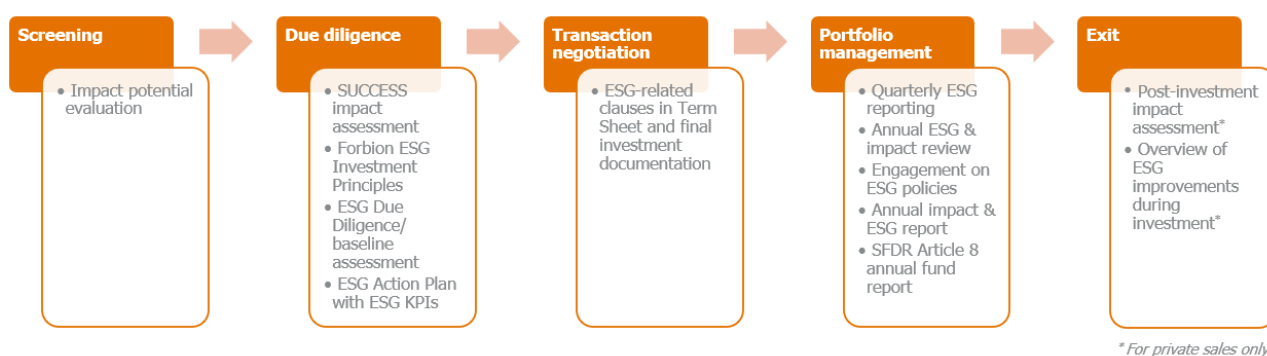 Screening
• Impact potential
evaluation
Due diligence
• SUCCESS
impact
assessment
• Forbion ESG
Investment
Principles
• ESG Due
Diligence/
baseline
assessment
• ESG Action Plan
with ESG KPIs
Transaction
negotiation
• ESG-related
clauses in Term
Sheet and final
investment
documentation
Portfolio
management
• Quarterly ESG
reporting
• Annual ESG &
impact review
• Engagement on
ESG policies
• Annual impact &
ESG report
• SFDR Article 8
annual fund
report
Exit
• Post-investment
impact
assessment*
• Overview of
ESG
improvements
during
investment*
* For private sales only